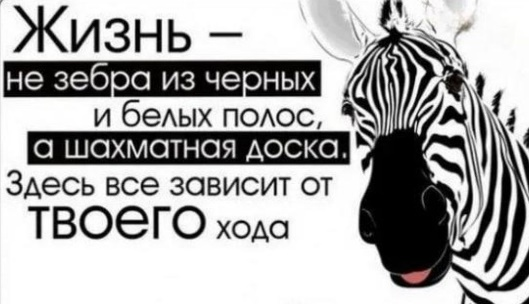 Жизнь –
не зебра из черных
и белых полос,
а шахматная доска.
Здесь все зависит от
ТВОЕГО хода